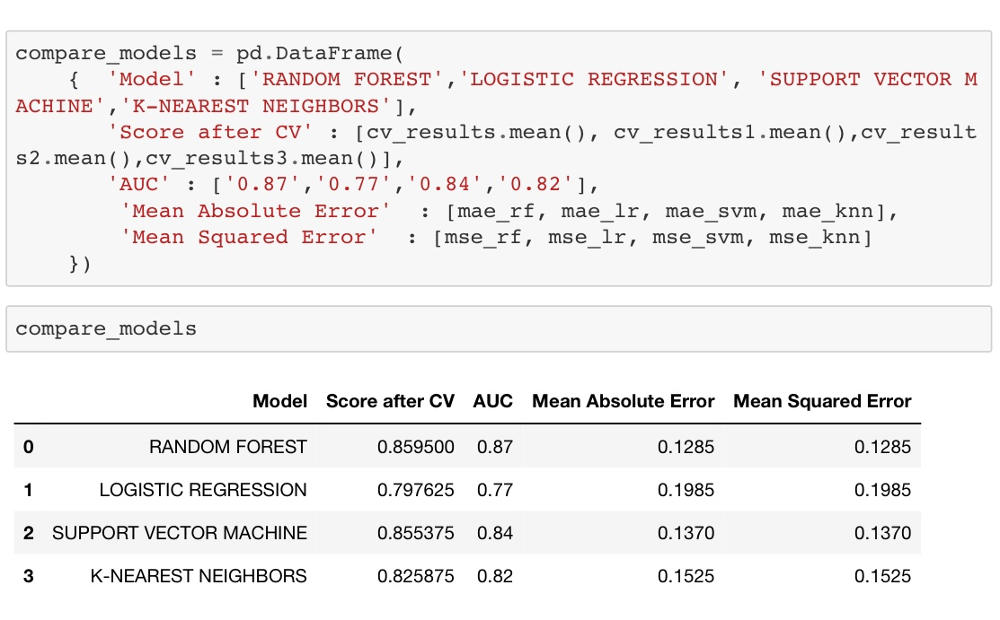 compare_models = pd.DataFrame(
    {  'Model' : ['RANDOM FOREST','LOGISTIC REGRESSION', 'SUPPORT VECTOR M
ACHINE','K-NEAREST NEIGHBORS'],
       'Score after CV' : [cv_results.mean(), cv_results1.mean(),cv_result
s2.mean(),cv_results3.mean()],
       'AUC' : ['0.87','0.77','0.84','0.82'],
        'Mean Absolute Error'  : [mae_rf, mae_lr, mae_svm, mae_knn],
        'Mean Squared Error'  : [mse_rf, mse_lr, mse_svm, mse_knn]
    })
compare_models
Model Score after CV AUC Mean Absolute Error Mean Squared Error
0 RANDOM FOREST 0.859500 0.87 0.1285 0.1285
1 LOGISTIC REGRESSION 0.797625 0.77 0.1985 0.1985
2 SUPPORT VECTOR MACHINE 0.855375 0.84 0.1370 0.1370
3 K-NEAREST NEIGHBORS 0.825875 0.82 0.1525 0.1525